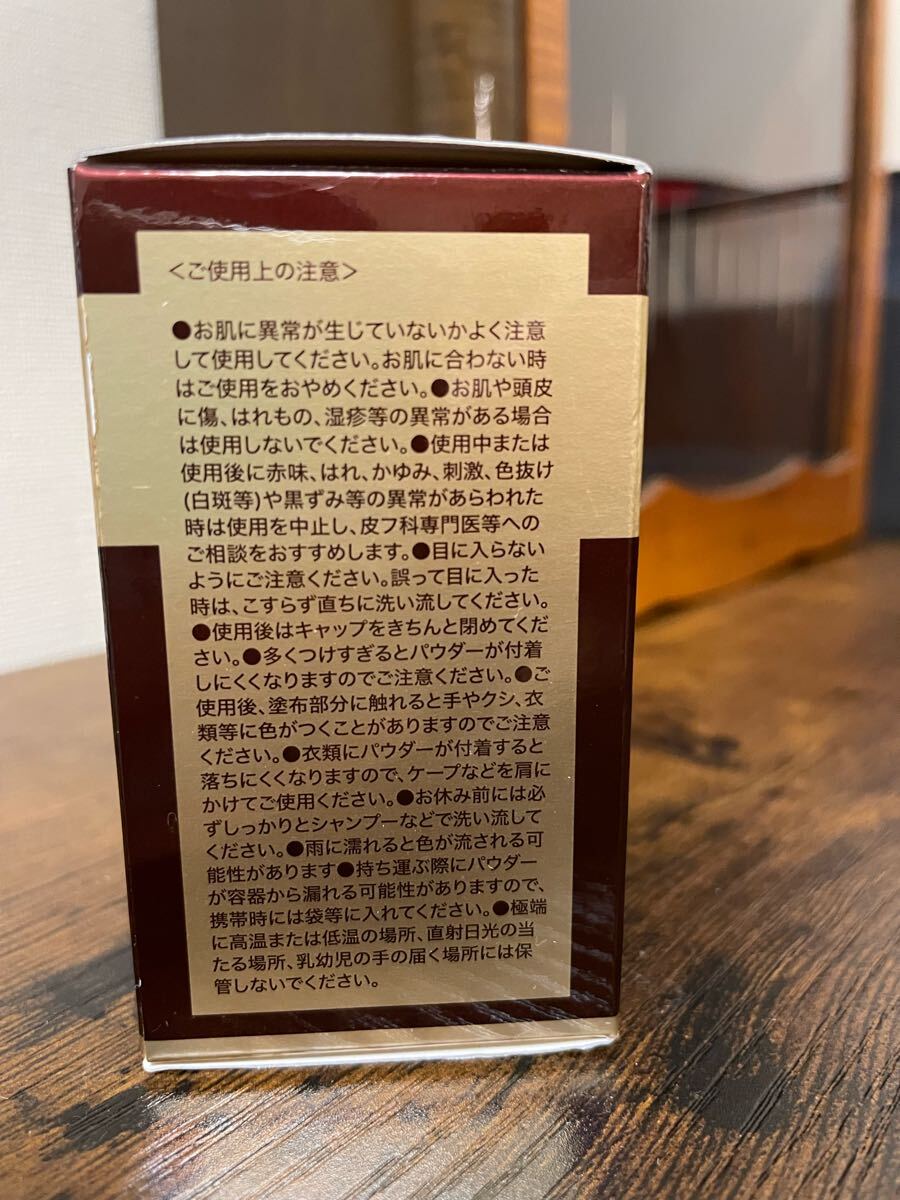 ＜ご使用上の注意＞
●お肌に異常が生じていないかよく注意
して使用してください。お肌に合わない時
はご使用をおやめください。●お肌や頭皮
に傷、はれもの、湿疹等の異常がある場合
は使用しないでください。●使用中または
使用後に赤味、はれ、かゆみ、刺激、色抜け
(白斑等)や黒ずみ等の異常があらわれた
時は使用を中止し、皮フ科専門医等への
ご相談をおすすめします。●目に入らない
ようにご注意ください。誤って目に入った
時は、こすらず直ちに洗い流してください。
●使用後はキャップをきちんと閉めてくだ
さい。●多くつけすぎるとパウダーが付着
しにくくなりますのでご注意ください。●ご
使用後、塗布部分に触れると手やクシ、衣
類等に色がつくことがありますのでご注意
ください。●衣類にパウダーが付着すると
落ちにくくなりますので、ケープなどを肩に
かけてご使用ください。●お休み前には必
ずしっかりとシャンプーなどで洗い流して
ください。●雨に濡れると色が流される可
能性があります●持ち運ぶ際にパウダー
が容器から漏れる可能性がありますので、
携帯時には袋等に入れてください。●極端
に高温または低温の場所、直射日光の当
たる場所、乳幼児の手の届く場所には保
管しないでください。